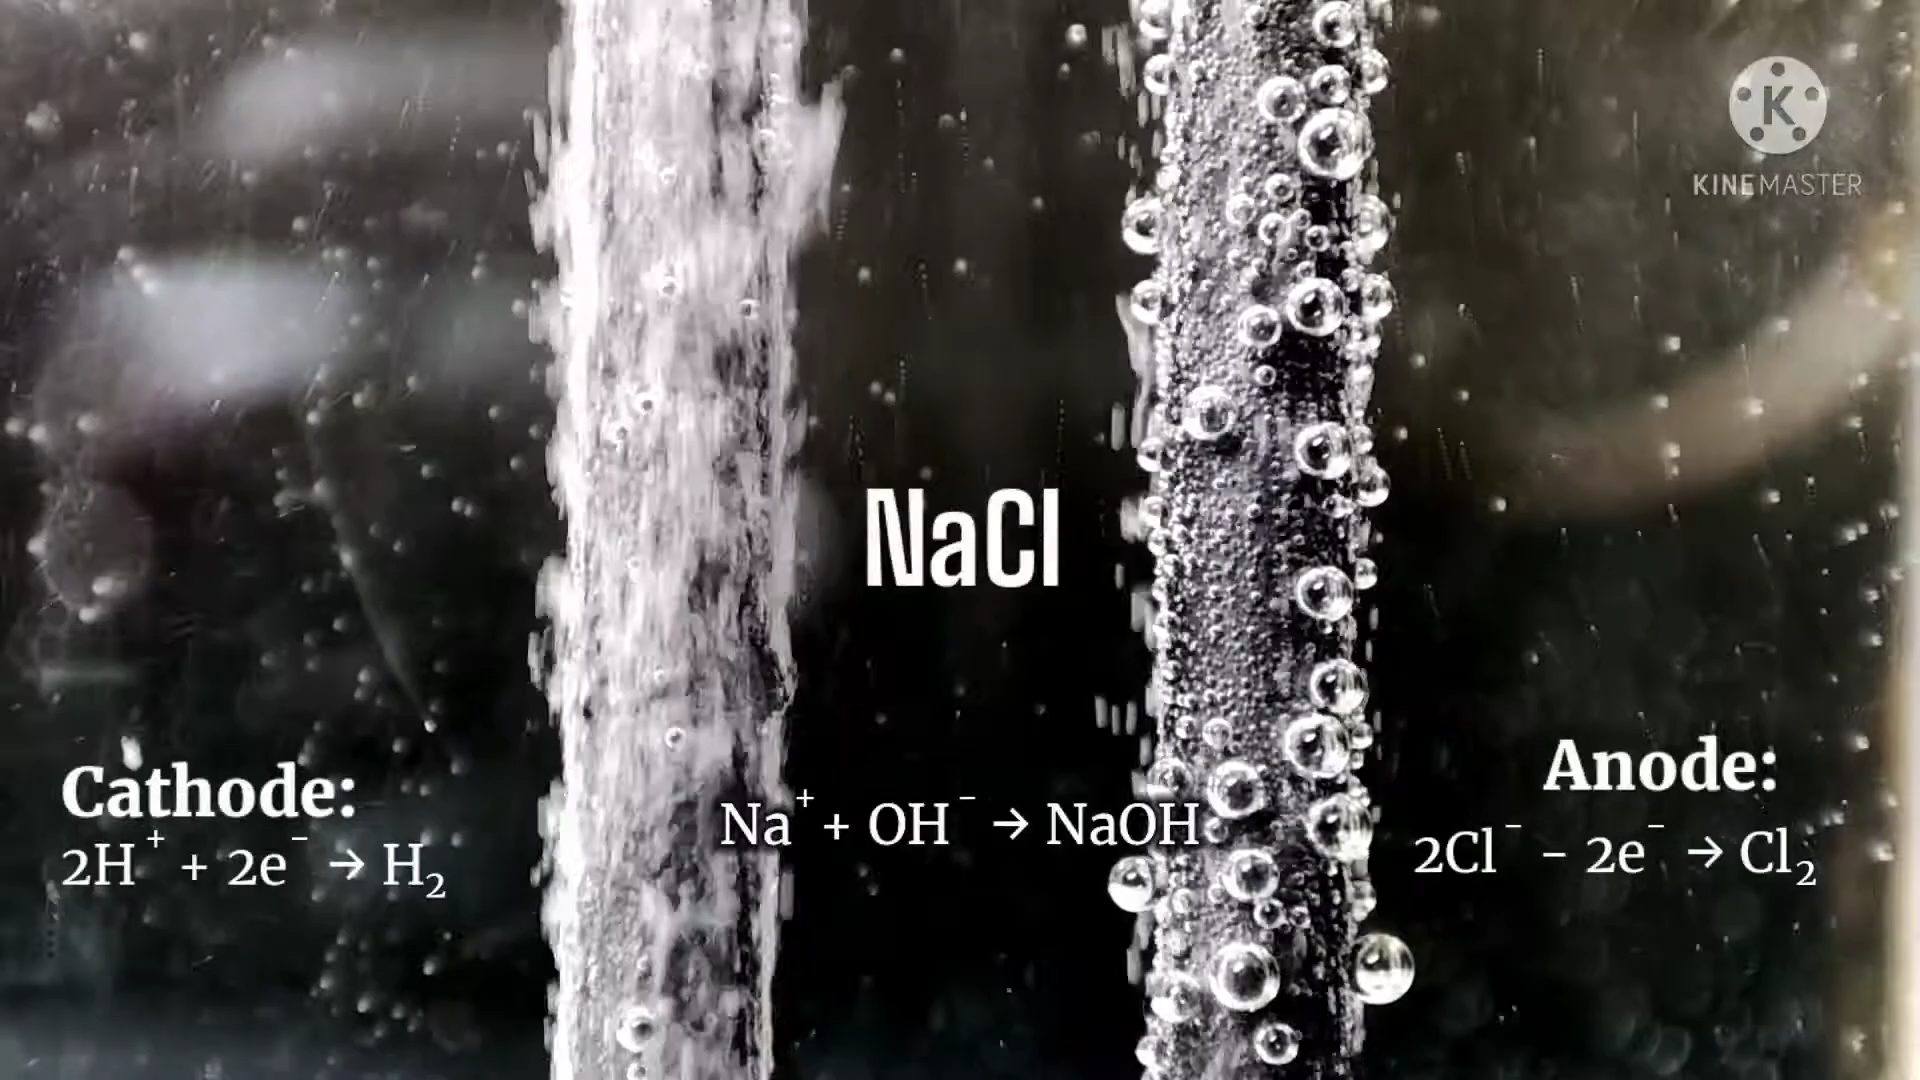 KINEMASTER
NaCl
Cathode:
2H⁺ + 2e⁻ → H₂
Na⁺ + OH⁻ → NaOH
Anode:
2Cl⁻ - 2e⁻ → Cl₂